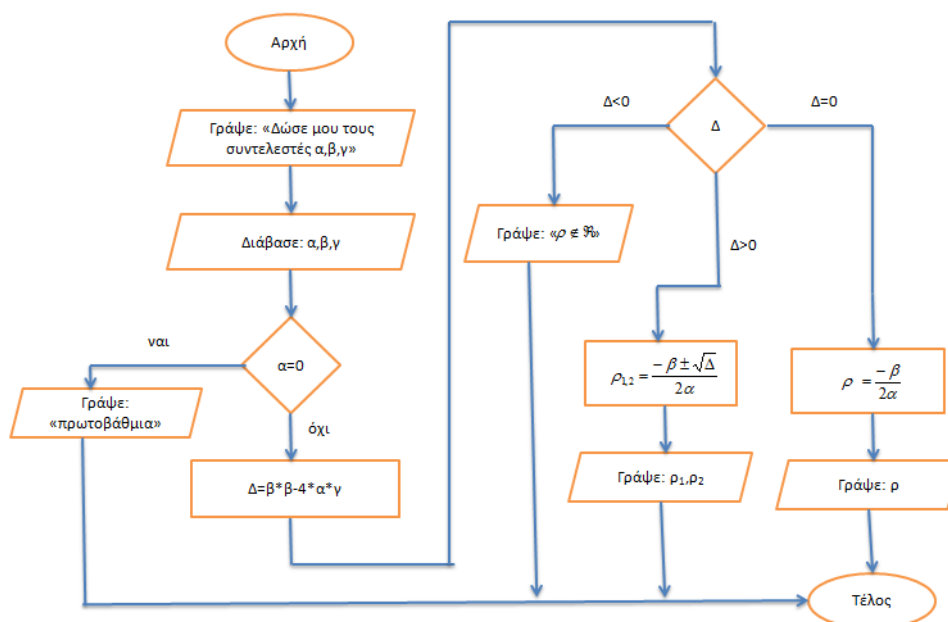 Αρχή
Γράψε: «Δώσε μου τους
συντελεστές α,β,γ»
Διάβασε: α,β,γ
α=0
ναι
Γράψε:
«πρωτοβάθμια»
όχι
Δ=β*β-4*α*γ
Δ
Δ<0
Δ=0
Δ>0
Γράψε: «ρ ∉ ℜ»
ρ₁,₂ = (-β ± √Δ) / 2α
Γράψε: ρ₁,ρ₂
ρ = -β / 2α
Γράψε: ρ
Τέλος